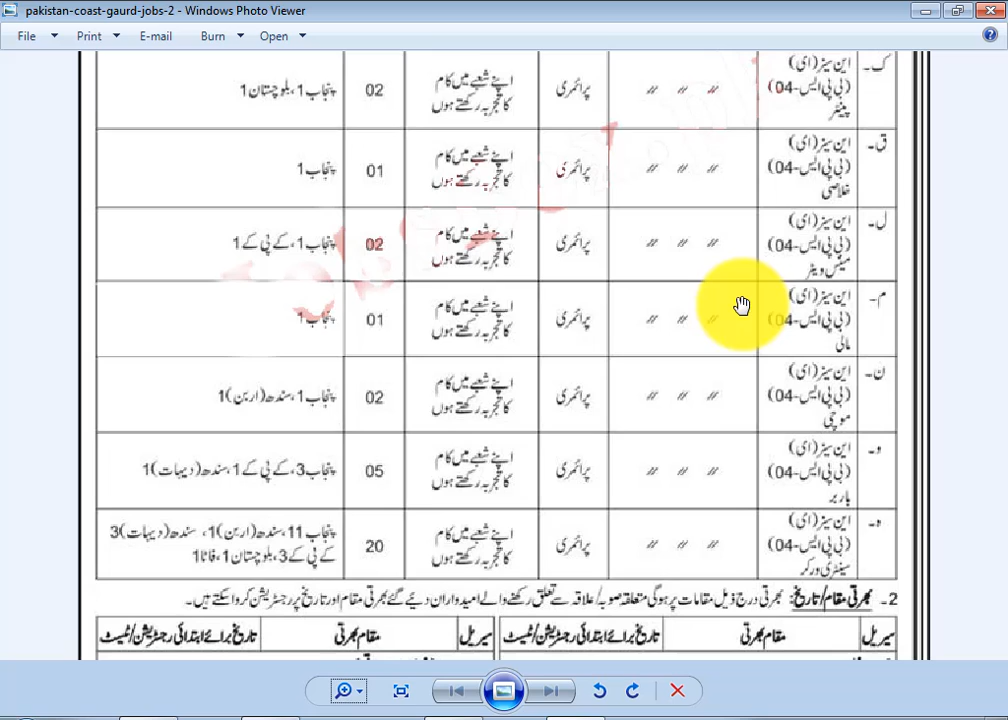 pakistan-coast-gaurd-jobs-2 - Windows Photo Viewer
File Print E-mail Burn Open
ک۔ این سیز (ای) (بی پی ایس-04) پینٹر 〃 〃 〃 پرائمری اپنے شعبے میں کام کا تجربہ رکھتے ہوں 02 پنجاب 1، بلوچستان 1
ق۔ این سیز (ای) (بی پی ایس-04) خلاصی 〃 〃 〃 پرائمری اپنے شعبے میں کام کا تجربہ رکھتے ہوں 01 پنجاب 1
ل۔ این سیز (ای) (بی پی ایس-04) میس ویٹر 〃 〃 〃 پرائمری اپنے شعبے میں کام کا تجربہ رکھتے ہوں 02 پنجاب 1، کے پی کے 1
م۔ این سیز (ای) (بی پی ایس-04) مالی 〃 〃 〃 پرائمری اپنے شعبے میں کام کا تجربہ رکھتے ہوں 01 پنجاب 1
ن۔ این سیز (ای) (بی پی ایس-04) موچی 〃 〃 〃 پرائمری اپنے شعبے میں کام کا تجربہ رکھتے ہوں 02 پنجاب 1، سندھ (اربن) 1
و۔ این سیز (ای) (بی پی ایس-04) باربر 〃 〃 〃 پرائمری اپنے شعبے میں کام کا تجربہ رکھتے ہوں 05 پنجاب 3، کے پی کے 1، سندھ (دیہات) 1
ہ۔ این سیز (ای) (بی پی ایس-04) سینٹری ورکر 〃 〃 〃 پرائمری اپنے شعبے میں کام کا تجربہ رکھتے ہوں 20 پنجاب 11، سندھ (اربن) 1، سندھ (دیہات) 3 کے پی کے 3، بلوچستان 1، فاٹا 1
2۔ بھرتی مقام/تاریخ: بھرتی درج ذیل مقامات پر ہوگی متعلقہ صوبہ/علاقہ سے تعلق رکھنے والے امیدواران دیئے گئے بھرتی مقام اور تاریخ پر رجسٹریشن کرواسکتے ہیں۔
سیریل مقام بھرتی تاریخ برائے ابتدائی رجسٹریشن/ٹیسٹ سیریل مقام بھرتی تاریخ برائے ابتدائی رجسٹریشن/ٹیسٹ